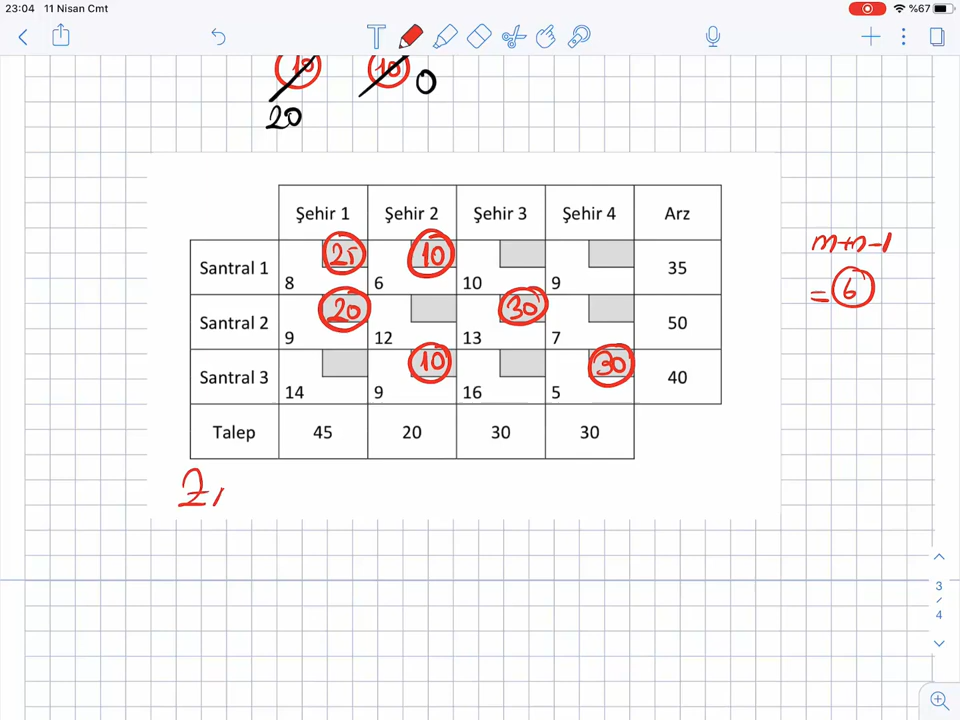 23:04 11 Nisan Cmt %67
10 10 0
20
Şehir 1 Şehir 2 Şehir 3 Şehir 4 Arz
Santral 1 8 25 6 10 10 9 35
Santral 2 9 20 12 13 30 7 50
Santral 3 14 9 10 16 5 30 40
Talep 45 20 30 30
m+n-1
= 6
Z
3
/
4